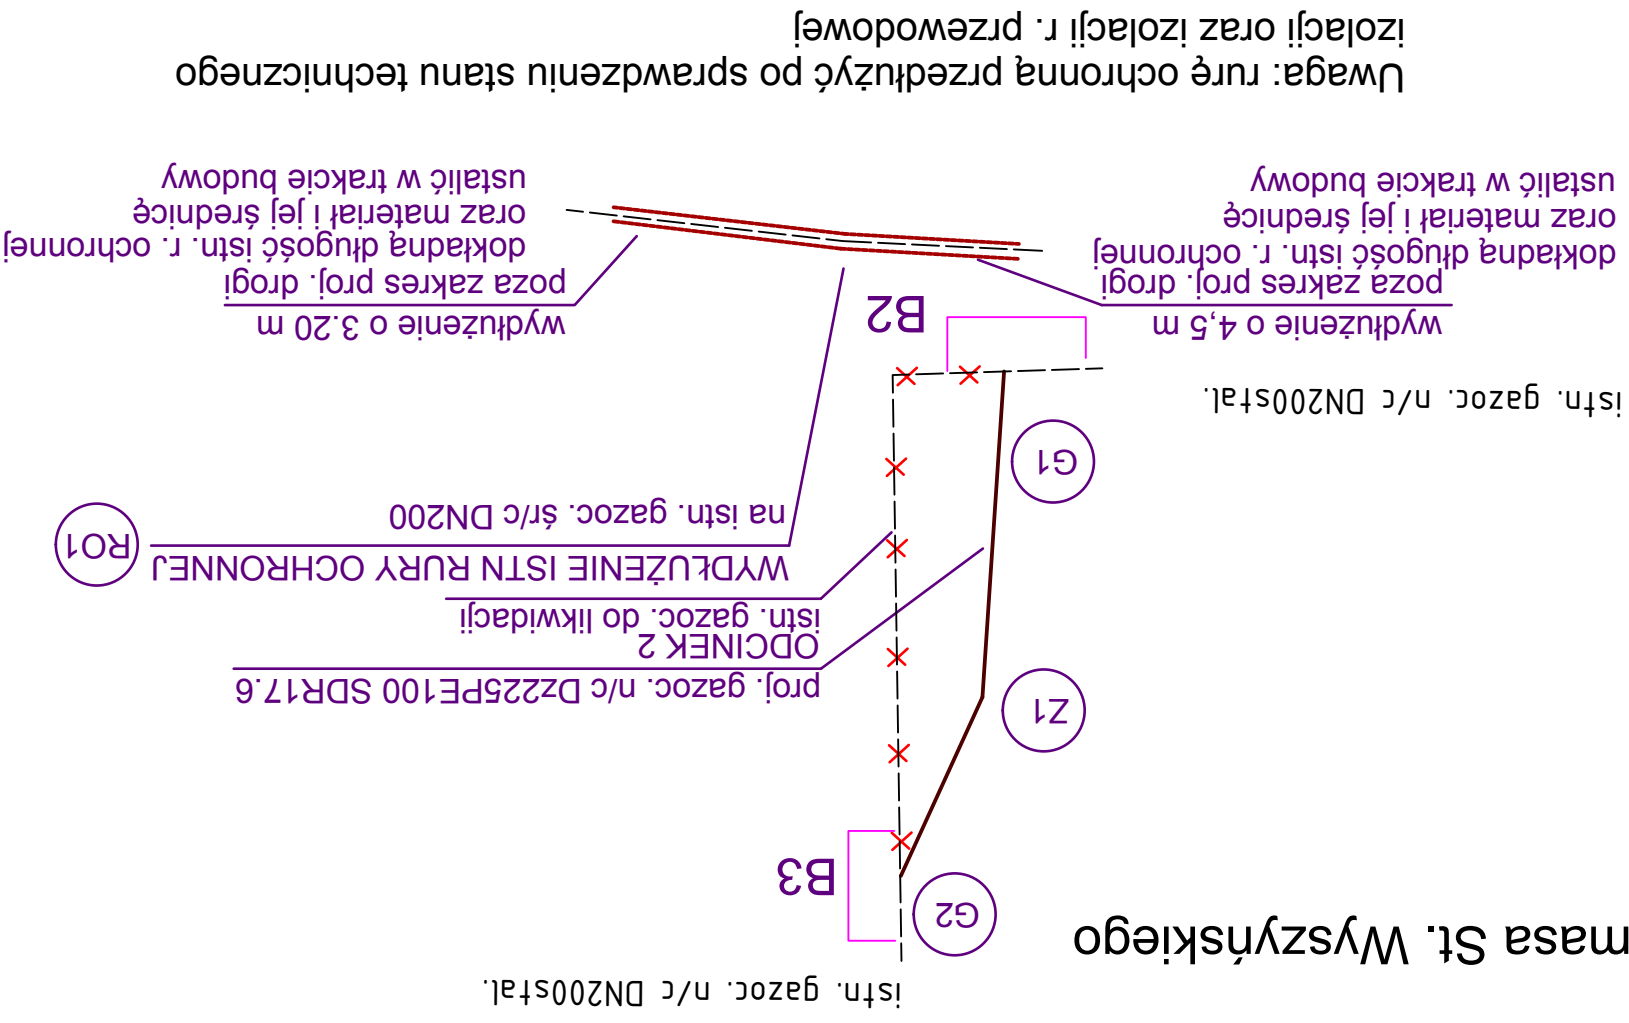 istn. gazoc. n/c DN200stal.
masa St. Wyszyńskiego
G2
B3
Z1
proj. gazoc. n/c Dz225PE100 SDR17.6
ODCINEK 2
istn. gazoc. do likwidacji
WYDŁUŻENIE ISTN RURY OCHRONNEJ
na istn. gazoc. śr/c DN200
RO1
G1
istn. gazoc. n/c DN200stal.
B2
wydłużenie o 4,5 m
poza zakres proj. drogi
dokładną długość istn. r. ochronnej
oraz materiał i jej średnicę
ustalić w trakcie budowy
wydłużenie o 3.20 m
poza zakres proj. drogi
dokładną długość istn. r. ochronnej
oraz materiał i jej średnicę
ustalić w trakcie budowy
Uwaga: rurę ochronną przedłużyć po sprawdzeniu stanu technicznego
izolacji oraz izolacji r. przewodowej